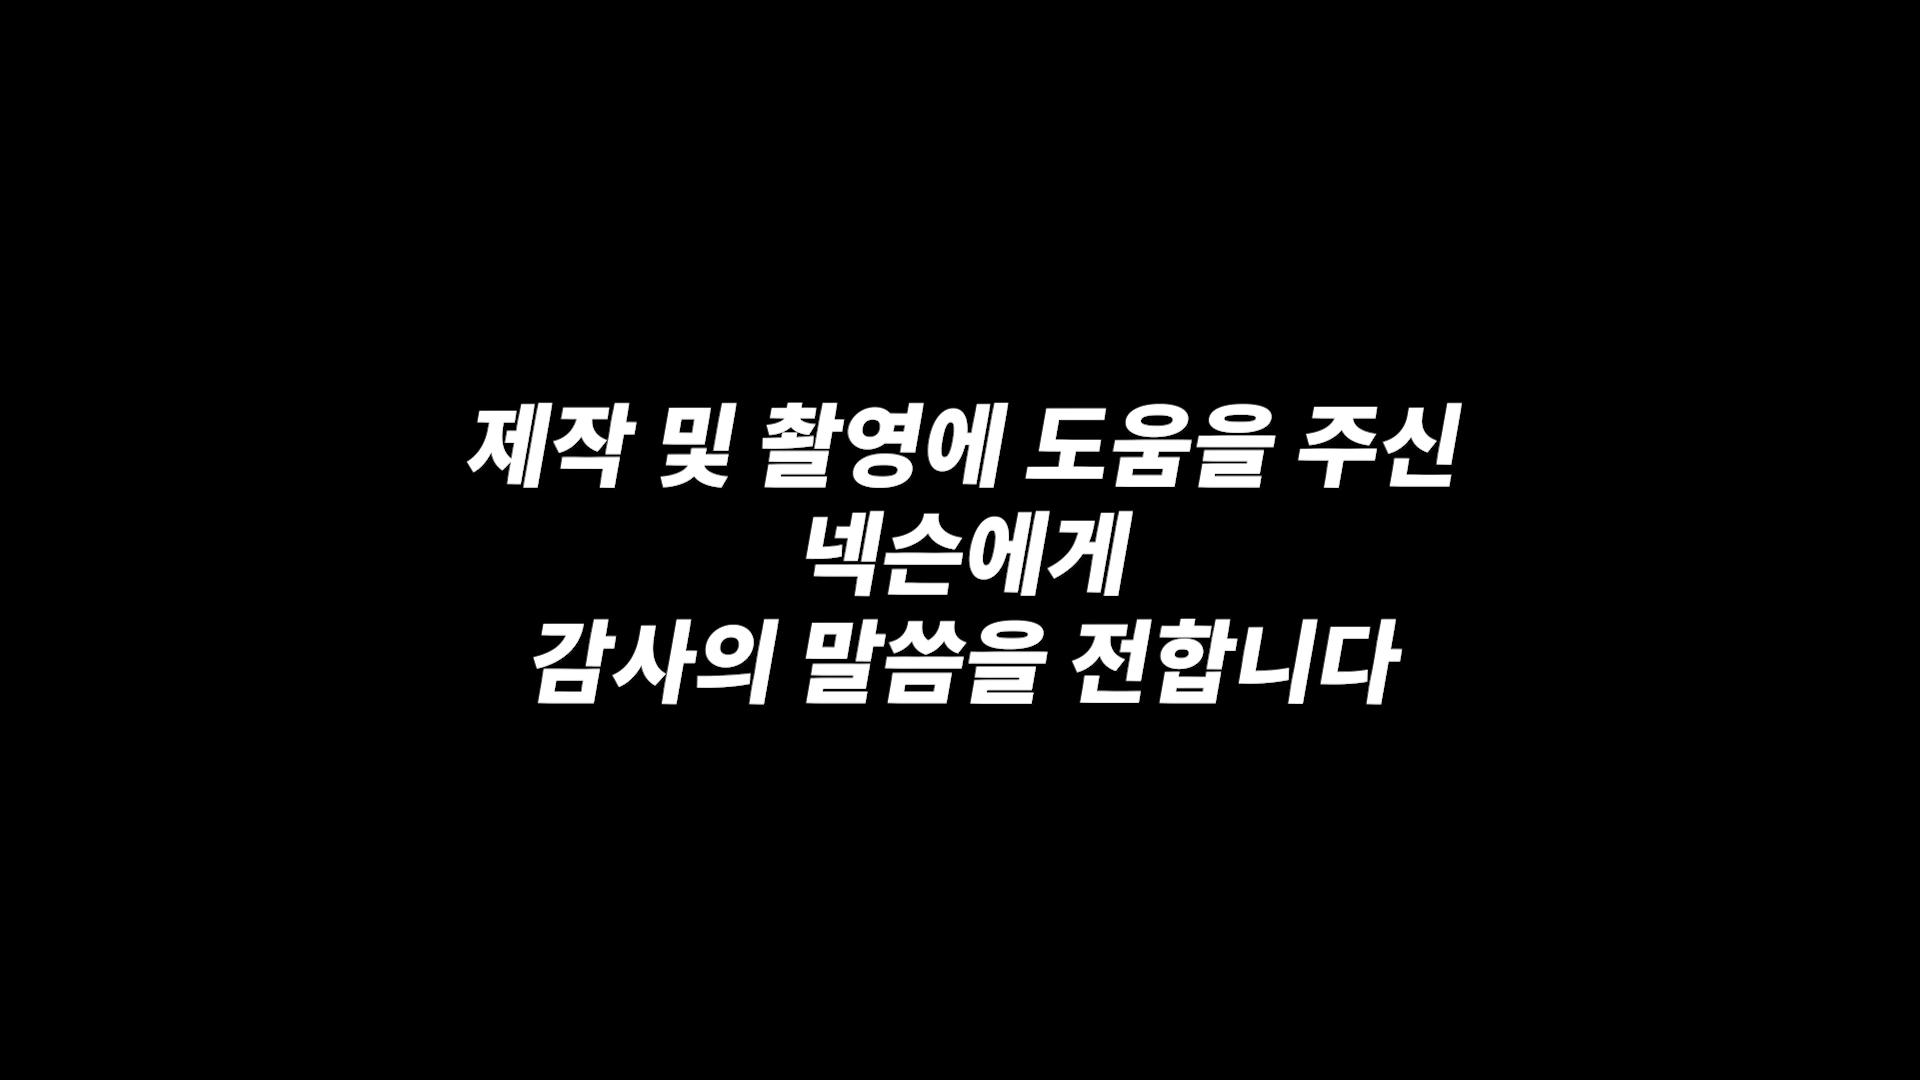 제작 및 촬영에 도움을 주신
넥슨에게
감사의 말씀을 전합니다